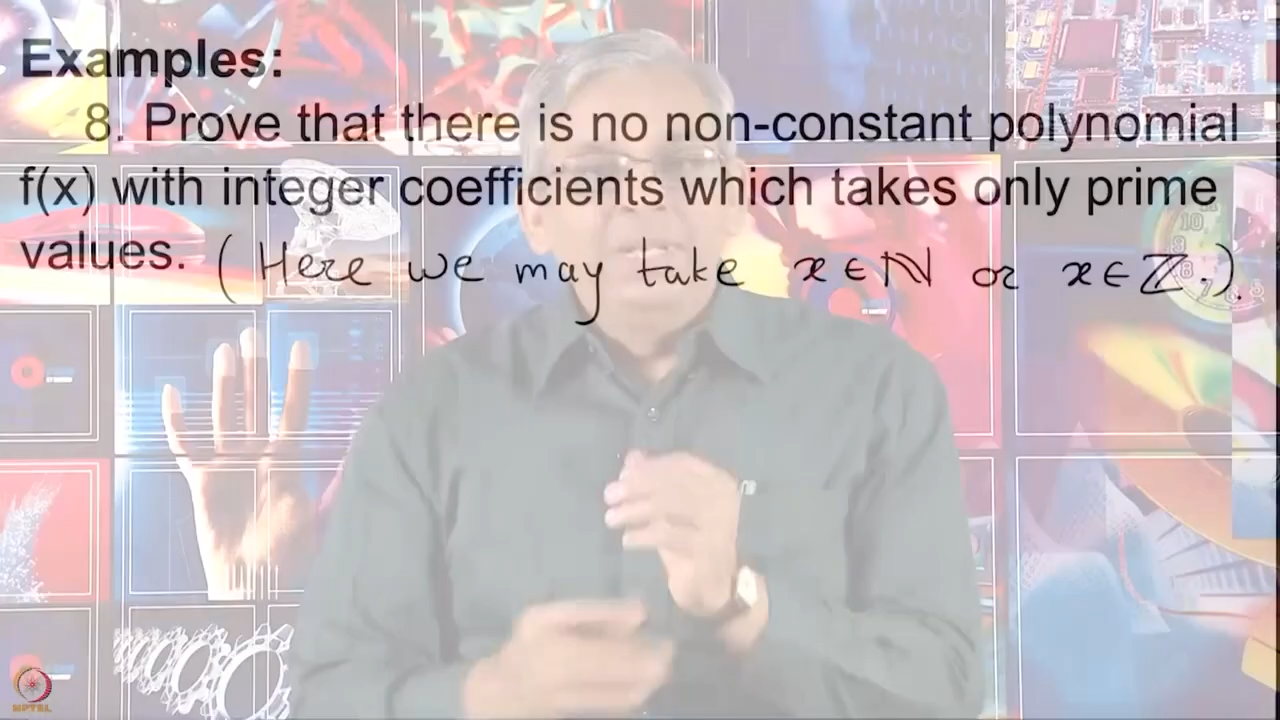 Examples:
8. Prove that there is no non-constant polynomial
f(x) with integer coefficients which takes only prime
values. (Here we may take x ∈ ℕ or x ∈ ℤ.).
NPTEL